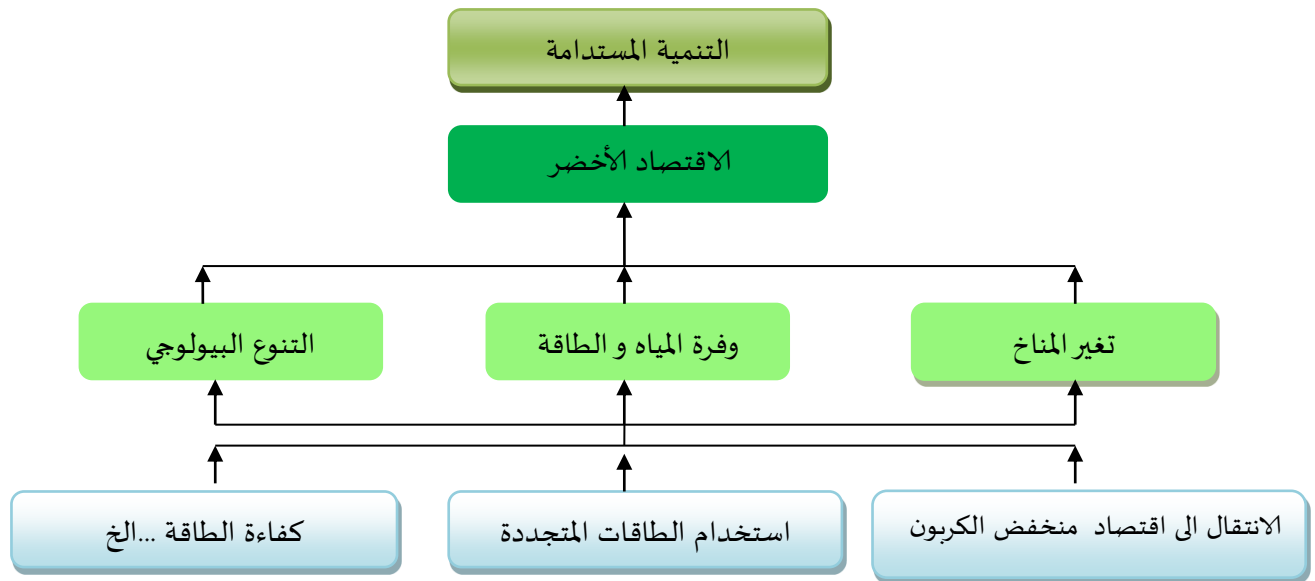 التنمية المستدامة
الاقتصاد الأخضر
تغير المناخ
وفرة المياه و الطاقة
التنوع البيولوجي
الانتقال الى اقتصاد منخفض الكربون
استخدام الطاقات المتجددة
كفاءة الطاقة ...الخ